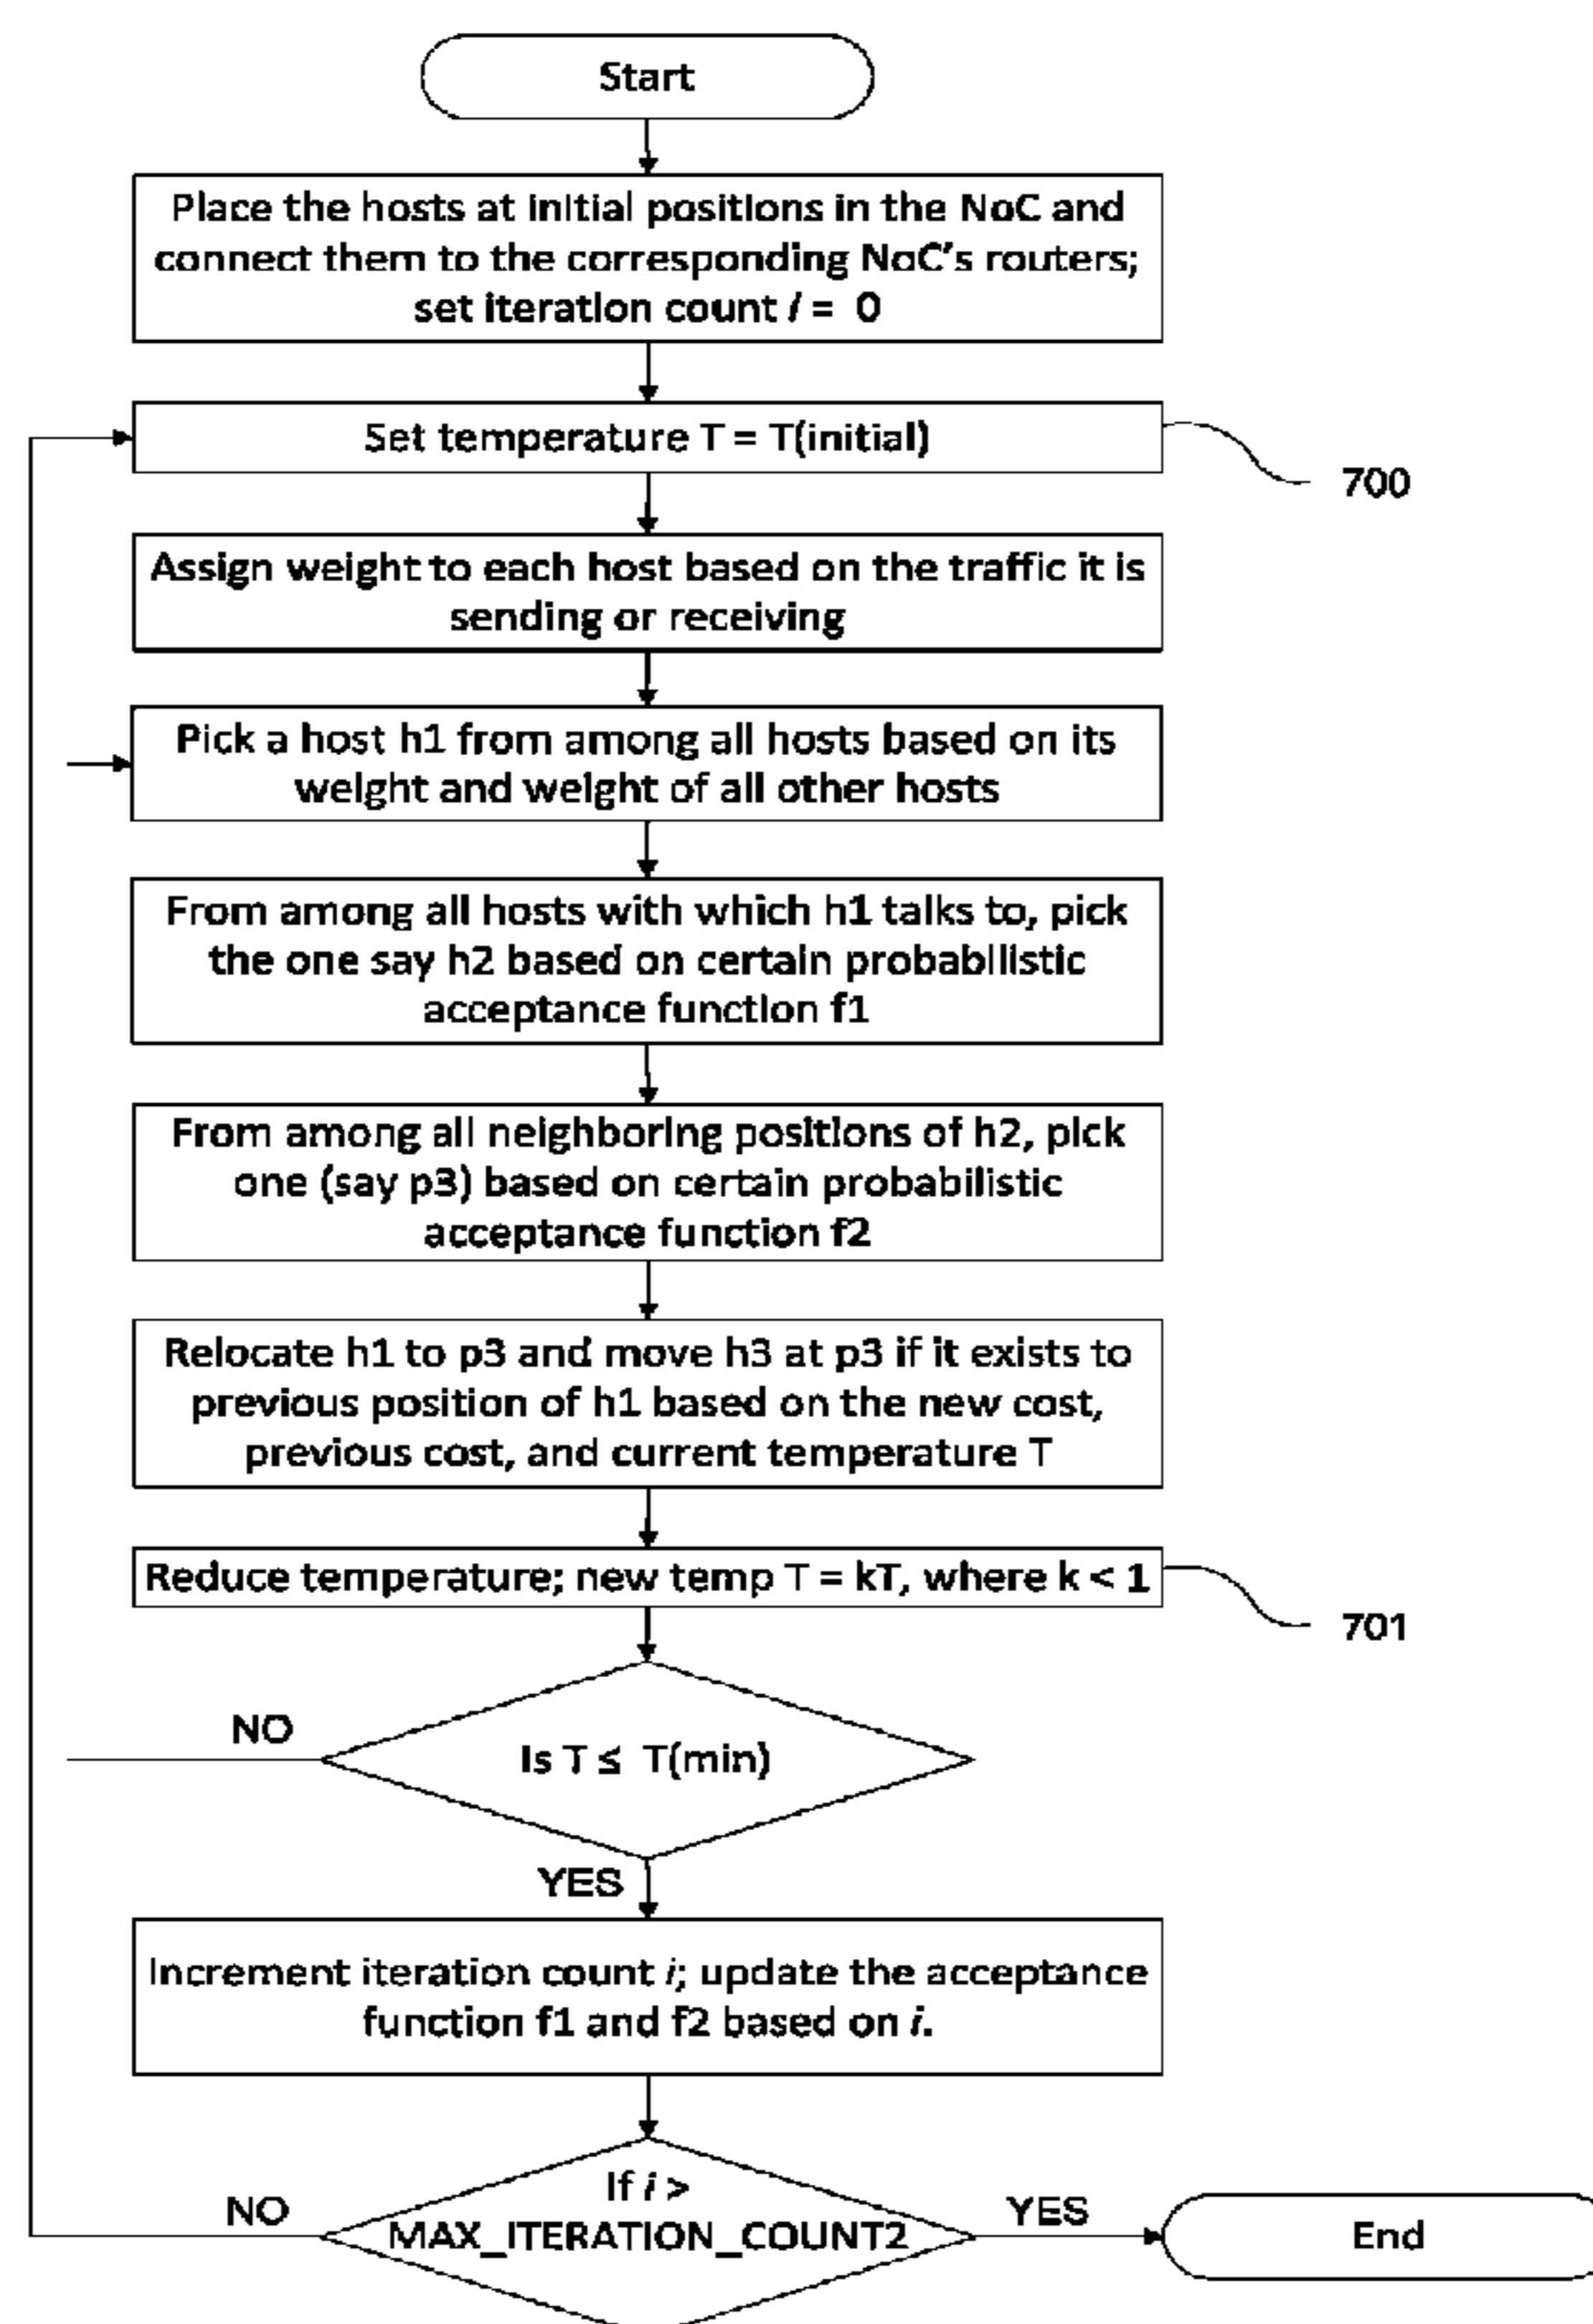 Start
Place the hosts at initial positions in the NoC and
connect them to the corresponding NoC's routers;
set iteration count i = 0
Set temperature T = T(initial)
700
Assign weight to each host based on the traffic it is
sending or receiving
Pick a host h1 from among all hosts based on its
weight and weight of all other hosts
From among all hosts with which h1 talks to, pick
the one say h2 based on certain probabilistic
acceptance function f1
From among all neighboring positions of h2, pick
one (say p3) based on certain probabilistic
acceptance function f2
Relocate h1 to p3 and move h3 at p3 if it exists to
previous position of h1 based on the new cost,
previous cost, and current temperature T
Reduce temperature; new temp T = kT, where k < 1
701
NO
Is T ≤ T(min)
YES
Increment iteration count i; update the acceptance
function f1 and f2 based on i.
If i >
NO
YES
MAX_ITERATION_COUNT2
End